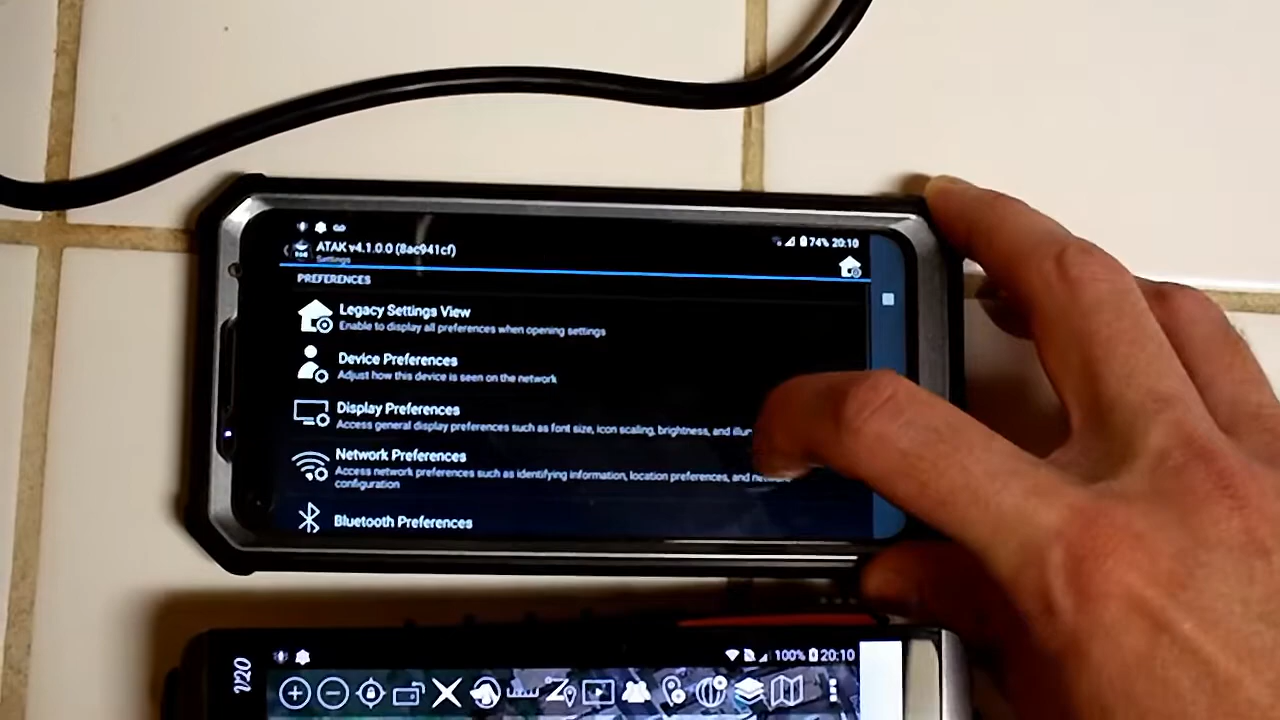 74% 20:10
ATAK v4.1.0.0 (8ac941cf)
Settings
PREFERENCES
Legacy Settings View
Enable to display all preferences when opening settings
Device Preferences
Adjust how this device is seen on the network
Display Preferences
Access general display preferences such as font size, icon scaling, brightness, and
Network Preferences
Access network preferences such as identifying information, location preferences, and
configuration
Bluetooth Preferences
V20
100% 20:10